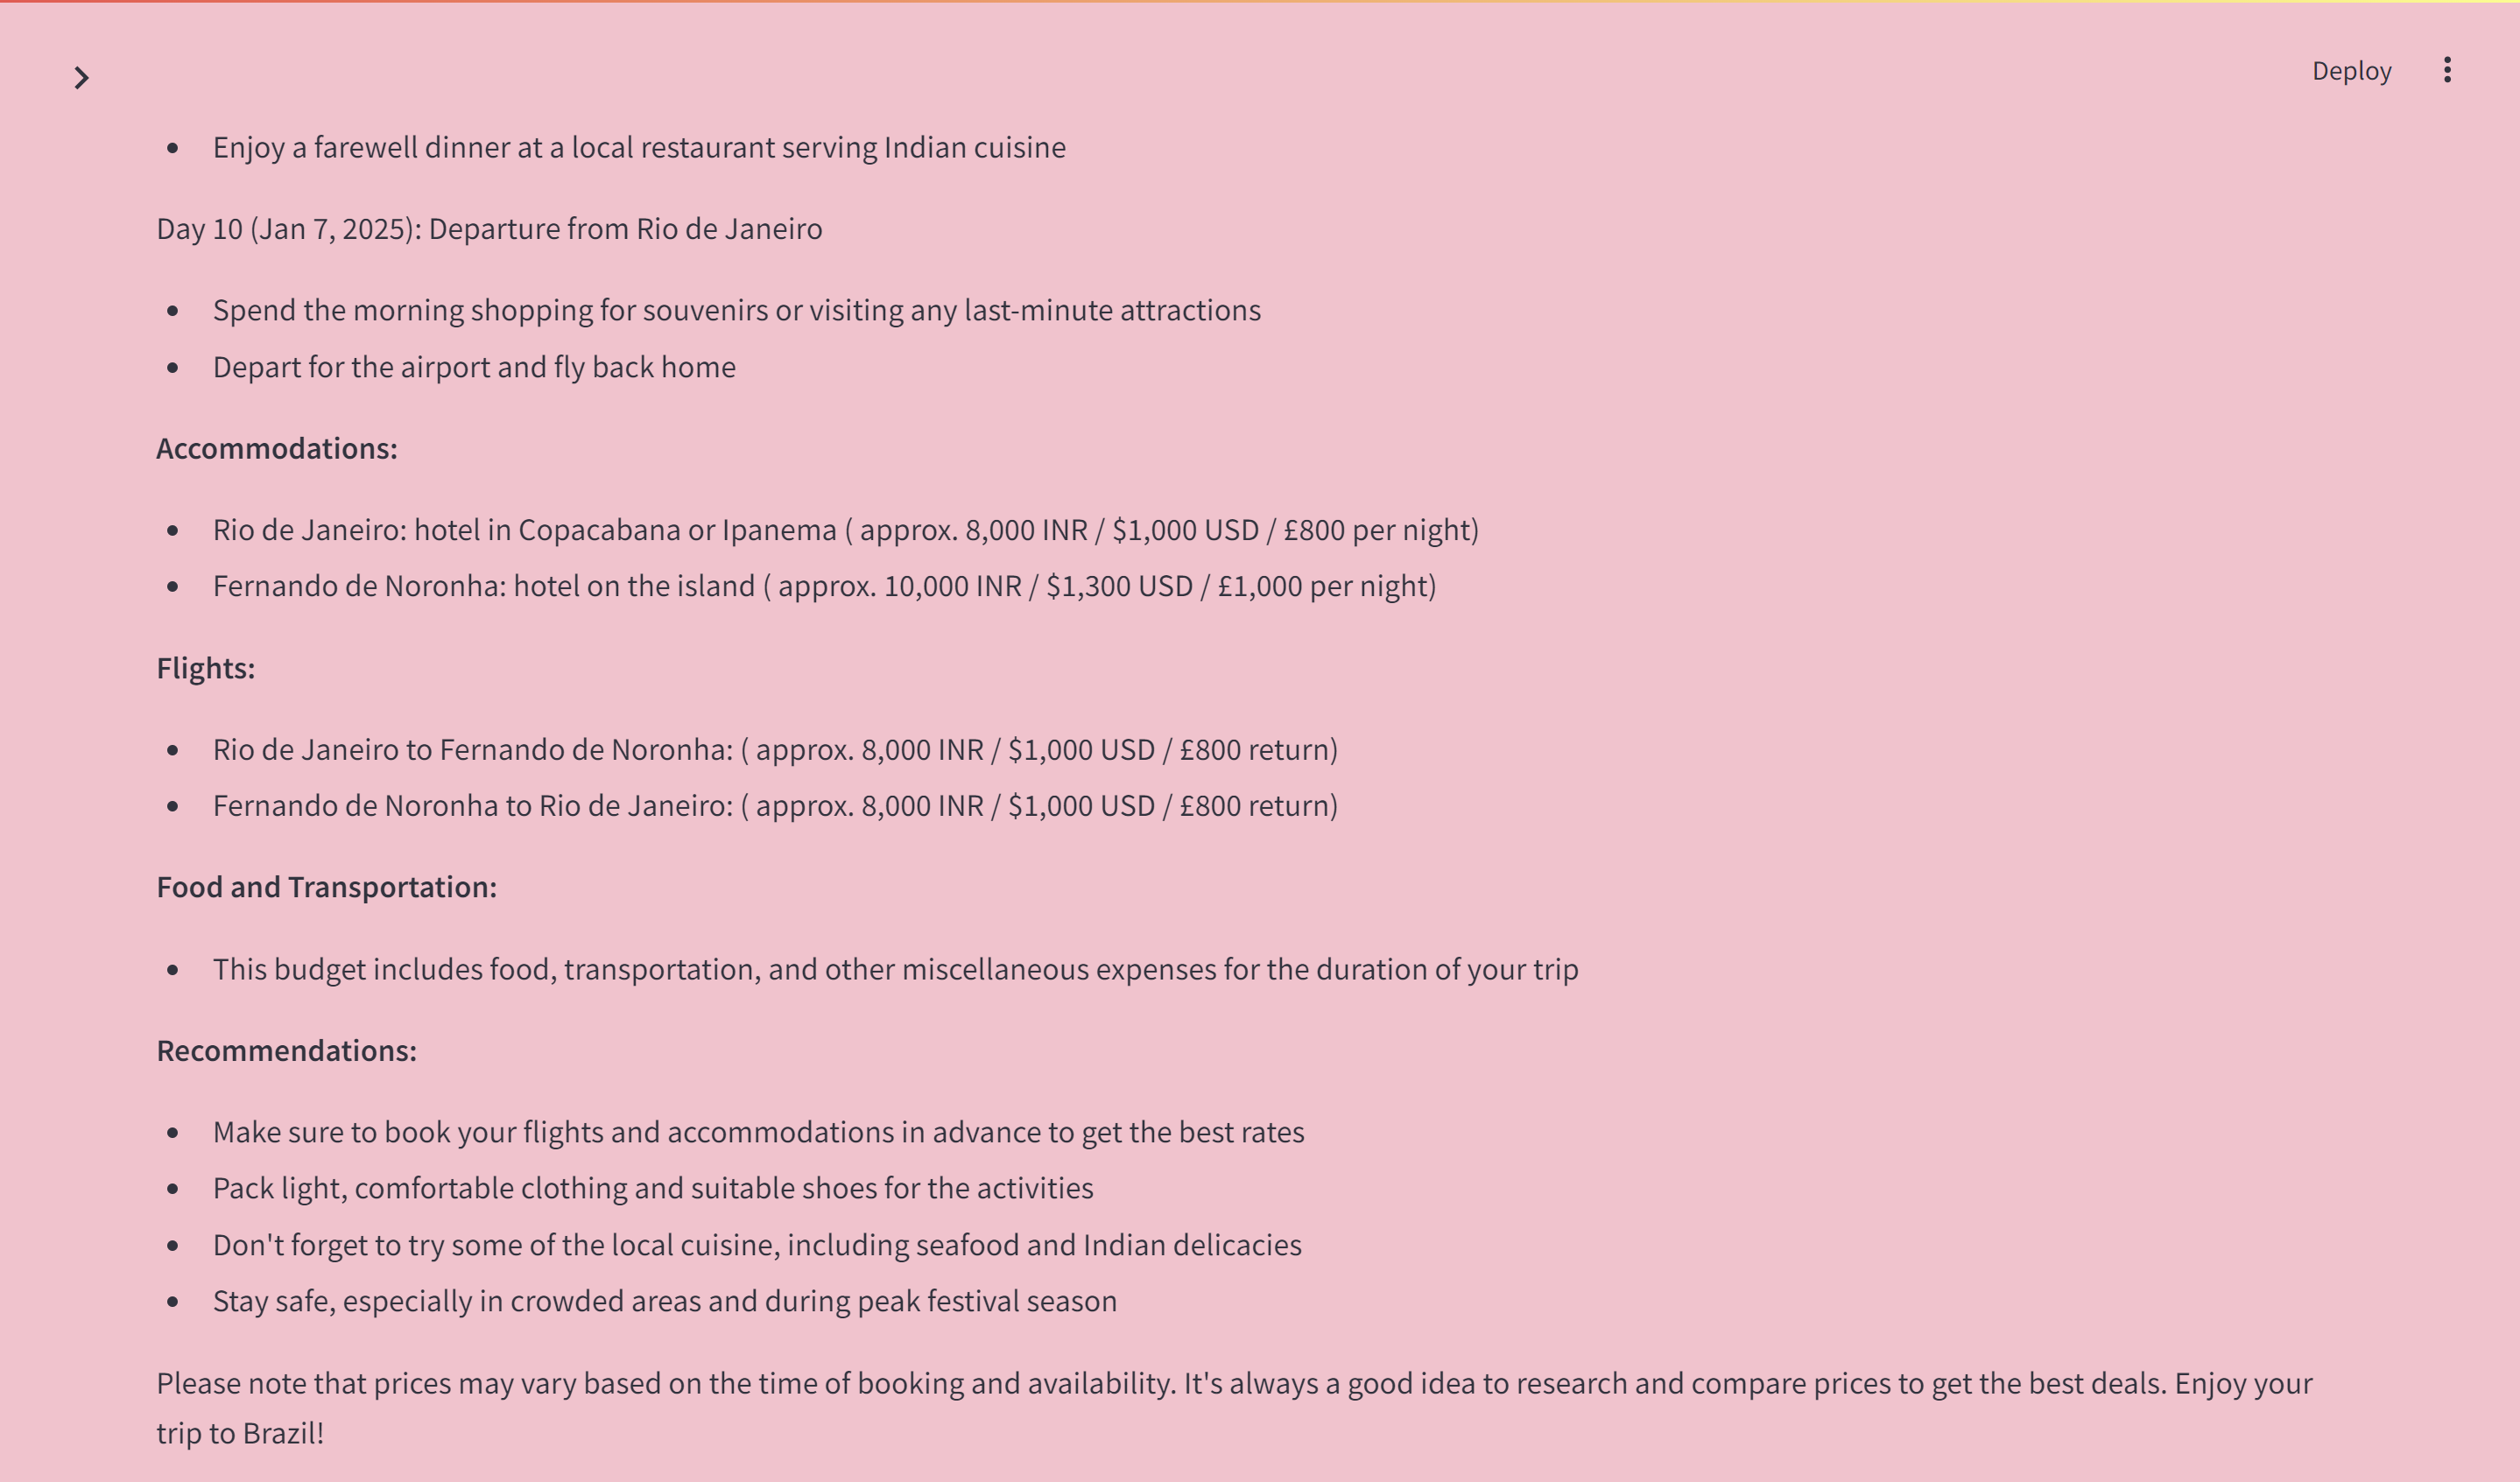 Deploy
Enjoy a farewell dinner at a local restaurant serving Indian cuisine
Day 10 (Jan 7, 2025): Departure from Rio de Janeiro
Spend the morning shopping for souvenirs or visiting any last-minute attractions
Depart for the airport and fly back home
Accommodations:
Rio de Janeiro: hotel in Copacabana or Ipanema ( approx. 8,000 INR / $1,000 USD / £800 per night)
Fernando de Noronha: hotel on the island ( approx. 10,000 INR / $1,300 USD / £1,000 per night)
Flights:
Rio de Janeiro to Fernando de Noronha: ( approx. 8,000 INR / $1,000 USD / £800 return)
Fernando de Noronha to Rio de Janeiro: ( approx. 8,000 INR / $1,000 USD / £800 return)
Food and Transportation:
This budget includes food, transportation, and other miscellaneous expenses for the duration of your trip
Recommendations:
Make sure to book your flights and accommodations in advance to get the best rates
Pack light, comfortable clothing and suitable shoes for the activities
Don't forget to try some of the local cuisine, including seafood and Indian delicacies
Stay safe, especially in crowded areas and during peak festival season
Please note that prices may vary based on the time of booking and availability. It's always a good idea to research and compare prices to get the best deals. Enjoy your
trip to Brazil!